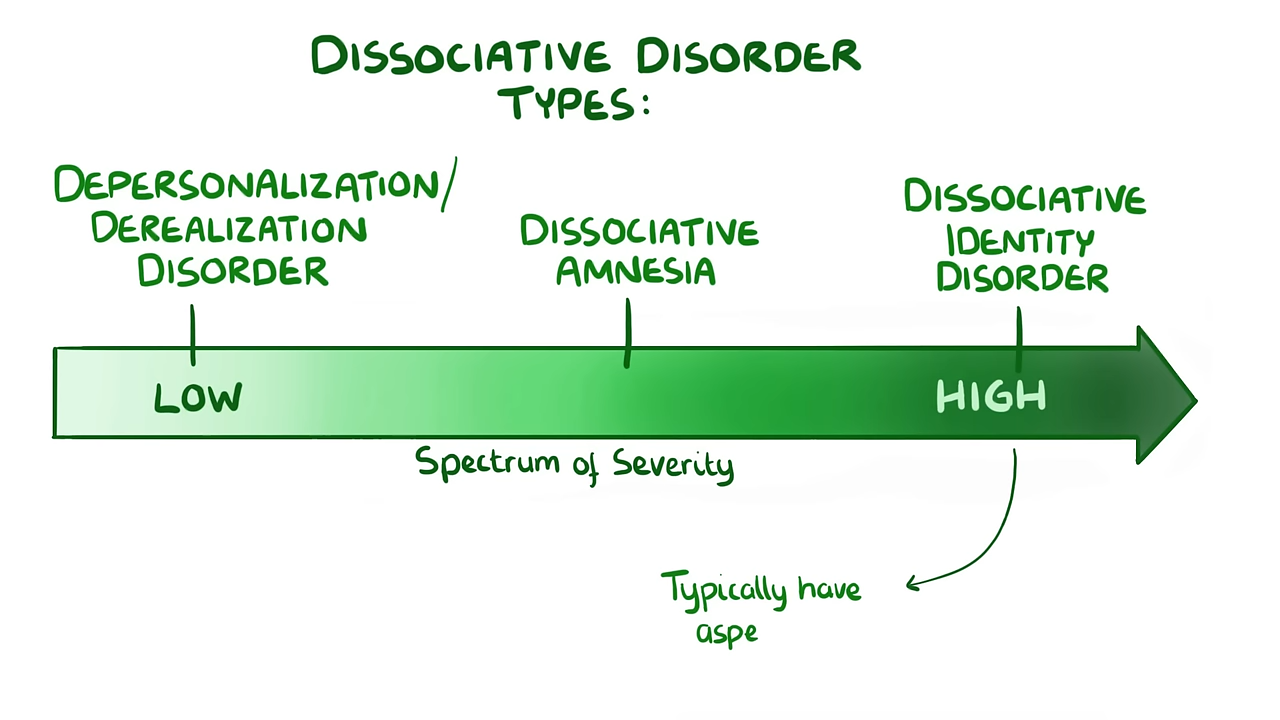 DISSOCIATIVE DISORDER
TYPES:
DEPERSONALIZATION/
DEREALIZATION
DISORDER
DISSOCIATIVE
AMNESIA
DISSOCIATIVE
IDENTITY
DISORDER
LOW
HIGH
Spectrum of Severity
Typically have
aspe